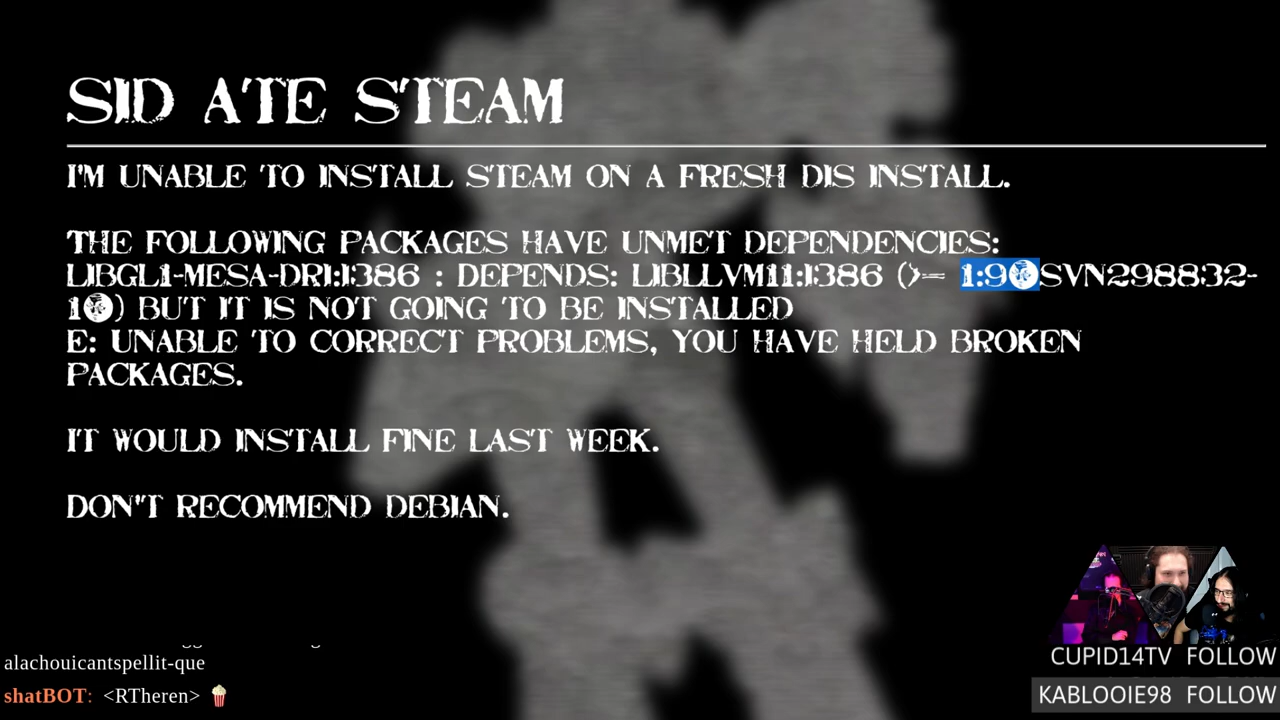 SID ATE STEAM
I'M UNABLE TO INSTALL STEAM ON A FRESH DIS INSTALL.
THE FOLLOWING PACKAGES HAVE UNMET DEPENDENCIES:
LIBGL1-MESA-DRI:I386 : DEPENDS: LIBLLVM11:I386 (>= 1:9~SVN298832-
1~) BUT IT IS NOT GOING TO BE INSTALLED
E: UNABLE TO CORRECT PROBLEMS, YOU HAVE HELD BROKEN
PACKAGES.
IT WOULD INSTALL FINE LAST WEEK.
DON'T RECOMMEND DEBIAN.
alachouicantspellit-que
shatBOT: <RTheren> 🍿
CUPID14TV FOLLOW
KABLOOIE98 FOLLOW